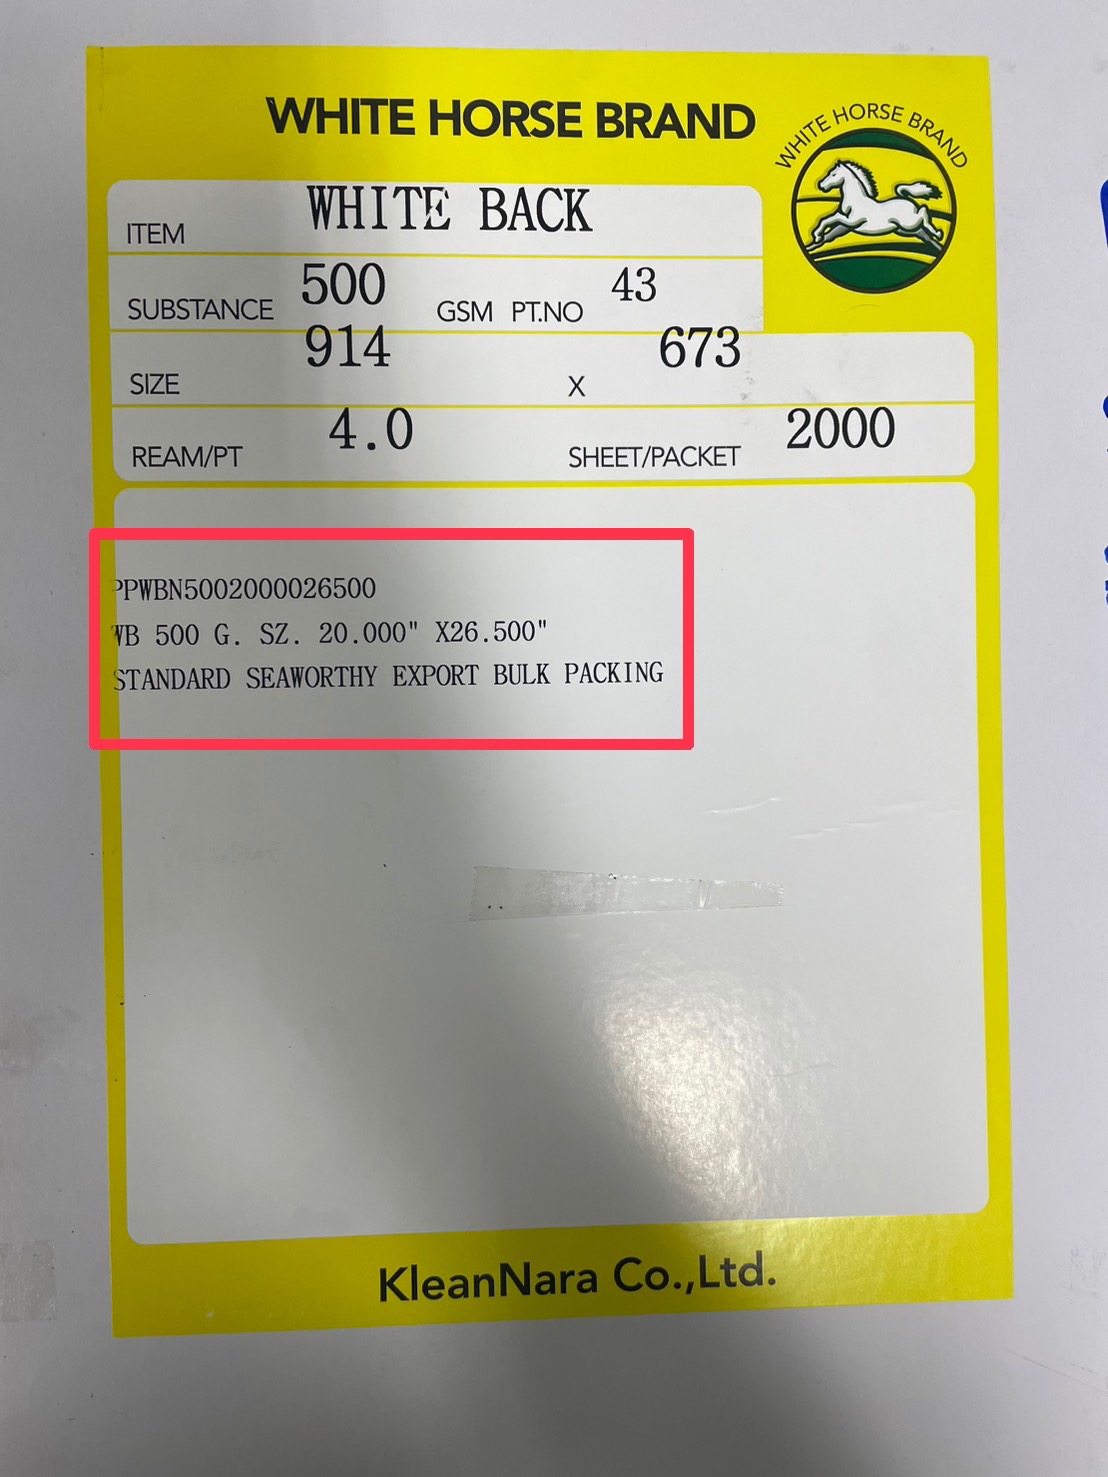 WHITE HORSE BRAND
WHITE HORSE BRAND
ITEM WHITE BACK
SUBSTANCE 500 GSM PT.NO 43
SIZE 914 X 673
REAM/PT 4.0 SHEET/PACKET 2000
PPWBN5002000026500
WB 500 G. SZ. 20.000" X26.500"
STANDARD SEAWORTHY EXPORT BULK PACKING
KleanNara Co.,Ltd.